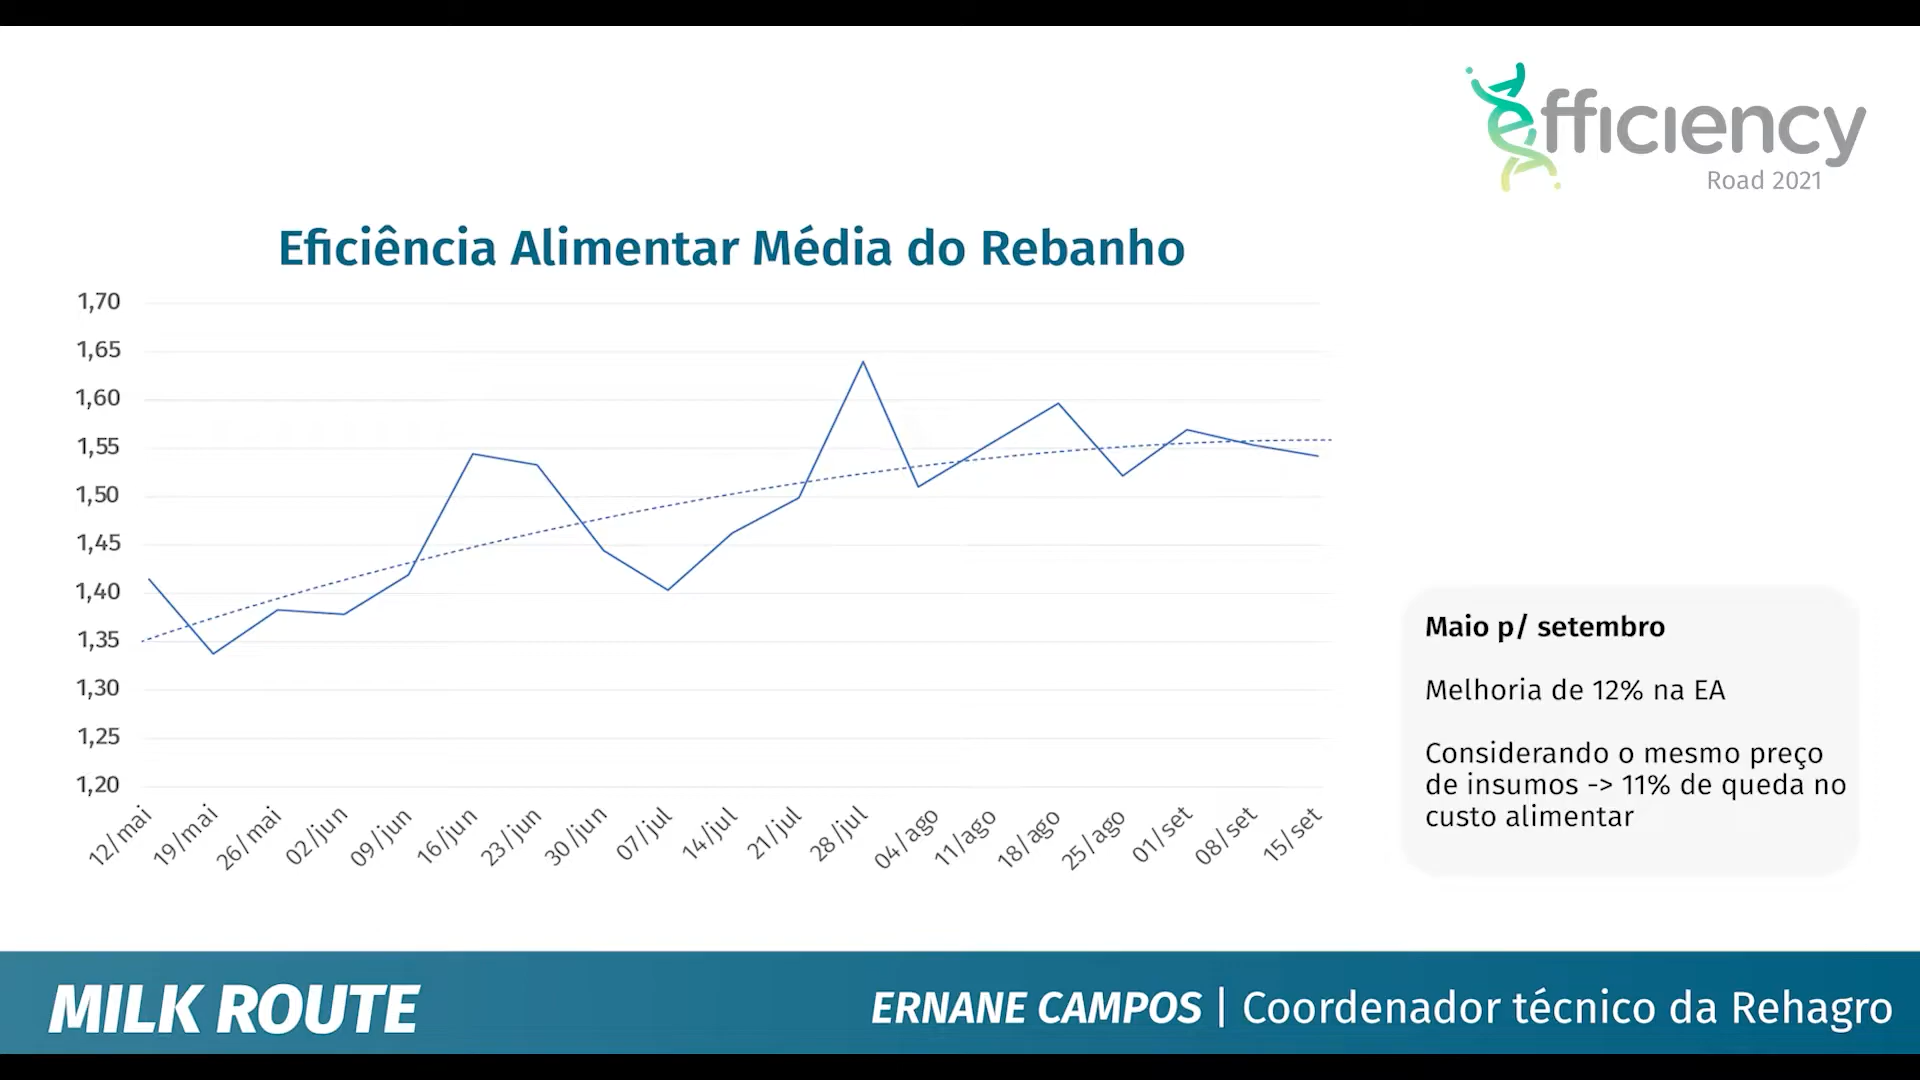 efficiency
Road 2021
Eficiência Alimentar Média do Rebanho
1,70
1,65
1,60
1,55
1,50
1,45
1,40
1,35
1,30
1,25
1,20
12/mai
19/mai
26/mai
02/jun
09/jun
16/jun
23/jun
30/jun
07/jul
14/jul
21/jul
28/jul
04/ago
11/ago
18/ago
25/ago
01/set
08/set
15/set
Maio p/ setembro
Melhoria de 12% na EA
Considerando o mesmo preço
de insumos -> 11% de queda no
custo alimentar
MILK ROUTE
ERNANE CAMPOS | Coordenador técnico da Rehagro